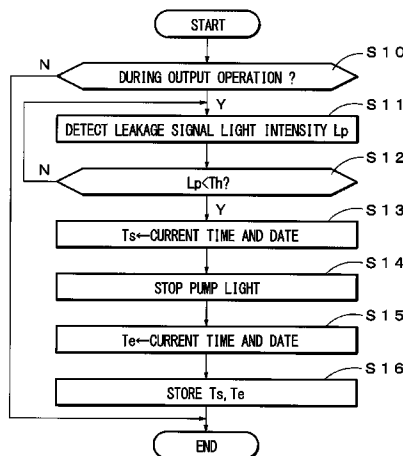 START
S10
N
DURING OUTPUT OPERATION ?
Y
S11
DETECT LEAKAGE SIGNAL LIGHT INTENSITY Lp
S12
N
Lp<Th?
Y
S13
Ts←CURRENT TIME AND DATE
S14
STOP PUMP LIGHT
S15
Te←CURRENT TIME AND DATE
S16
STORE Ts, Te
END